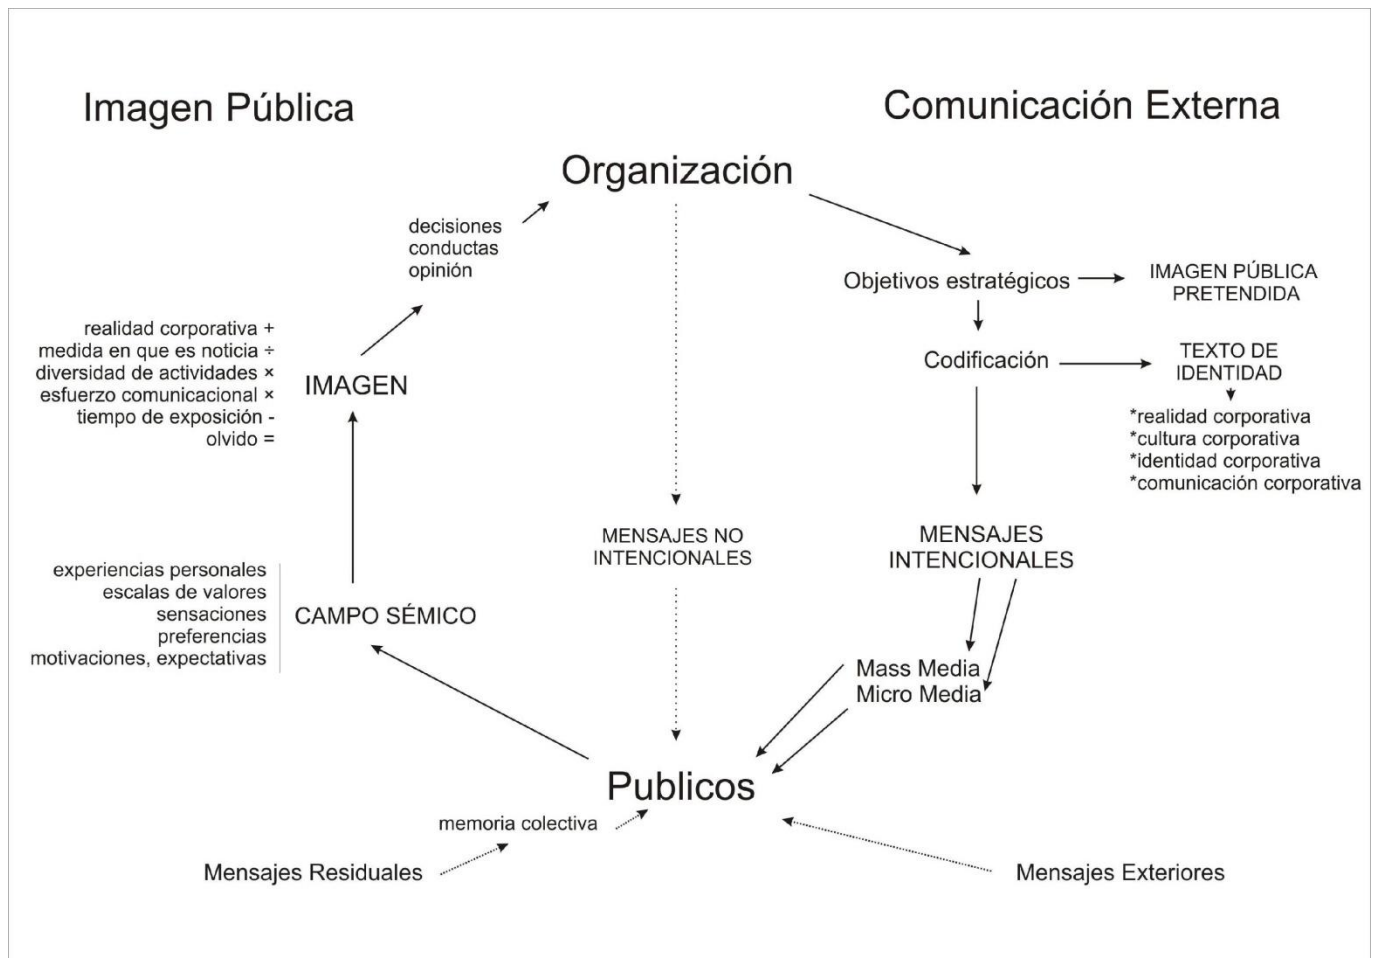 Imagen Pública
Comunicación Externa
Organización
decisiones
conductas
opinión
Objetivos estratégicos
IMAGEN PÚBLICA
PRETENDIDA
realidad corporativa +
medida en que es noticia ÷
diversidad de actividades ×
esfuerzo comunicacional ×
tiempo de exposición -
olvido =
IMAGEN
Codificación
TEXTO DE
IDENTIDAD
*realidad corporativa
*cultura corporativa
*identidad corporativa
*comunicación corporativa
MENSAJES NO
INTENCIONALES
MENSAJES
INTENCIONALES
experiencias personales
escalas de valores
sensaciones
preferencias
motivaciones, expectativas
CAMPO SÉMICO
Mass Media
Micro Media
Publicos
memoria colectiva
Mensajes Residuales
Mensajes Exteriores